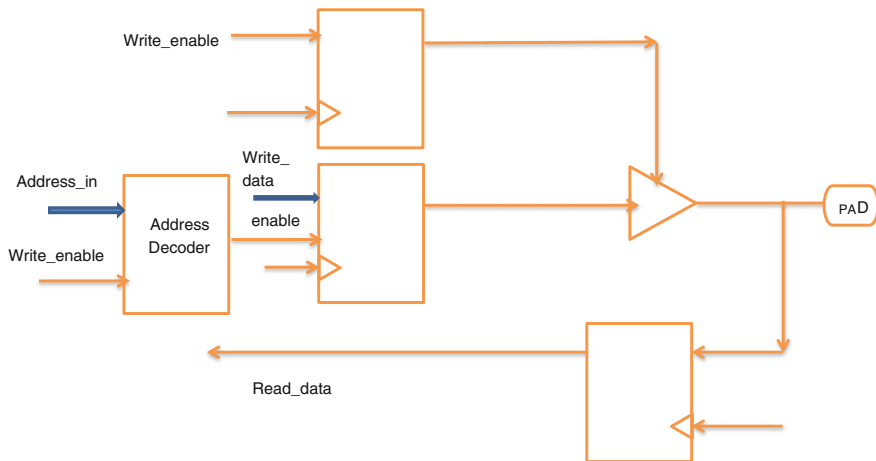 Write_enable
Write_
data
Address_in
enable
Address
Decoder
Write_enable
PAD
Read_data